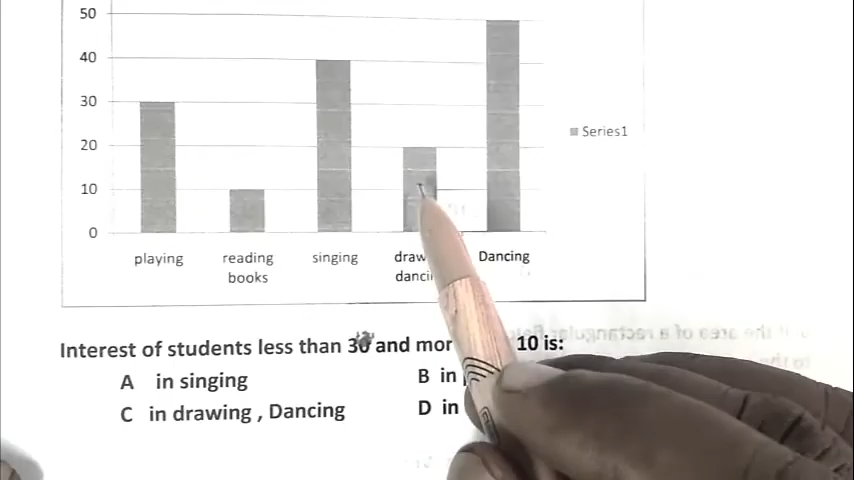 50
40
30
20
10
0
Series1
playing
reading
books
singing
Dancing
Interest of students less than 30 and 10 is:
A in singing
B in
C in drawing , Dancing
D in